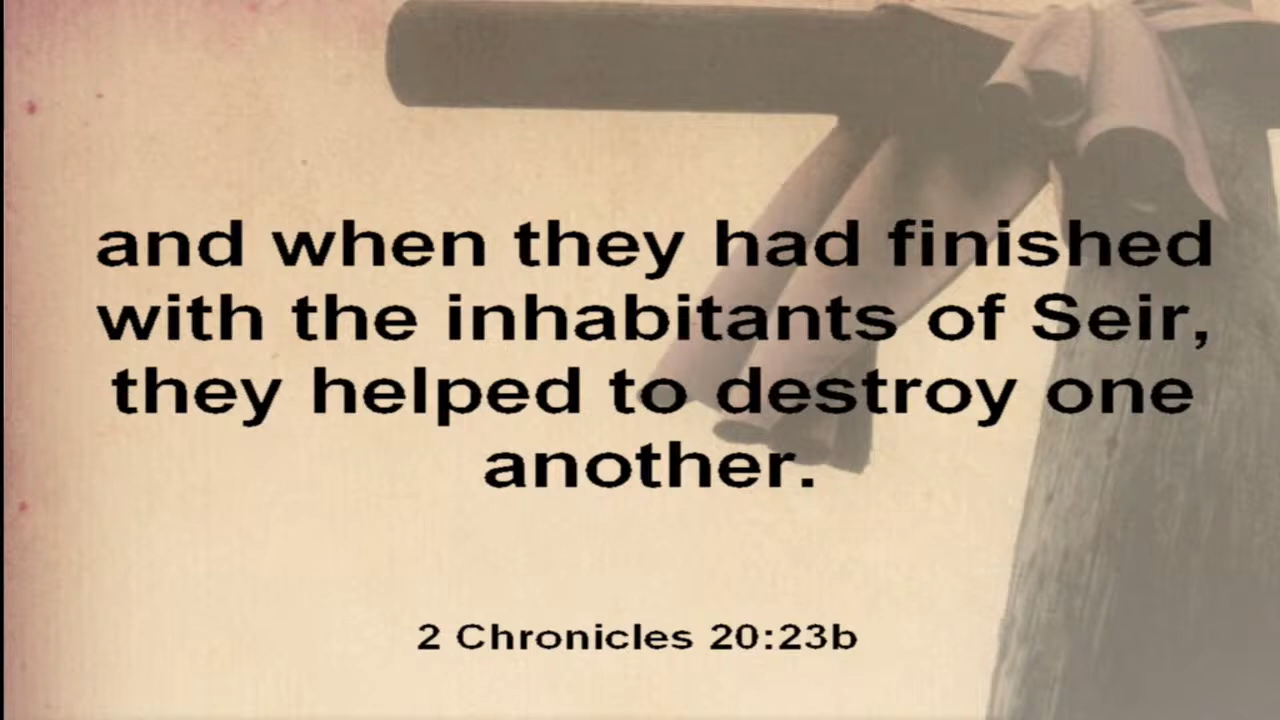 and when they had finished
with the inhabitants of Seir,
they helped to destroy one
another.
2 Chronicles 20:23b